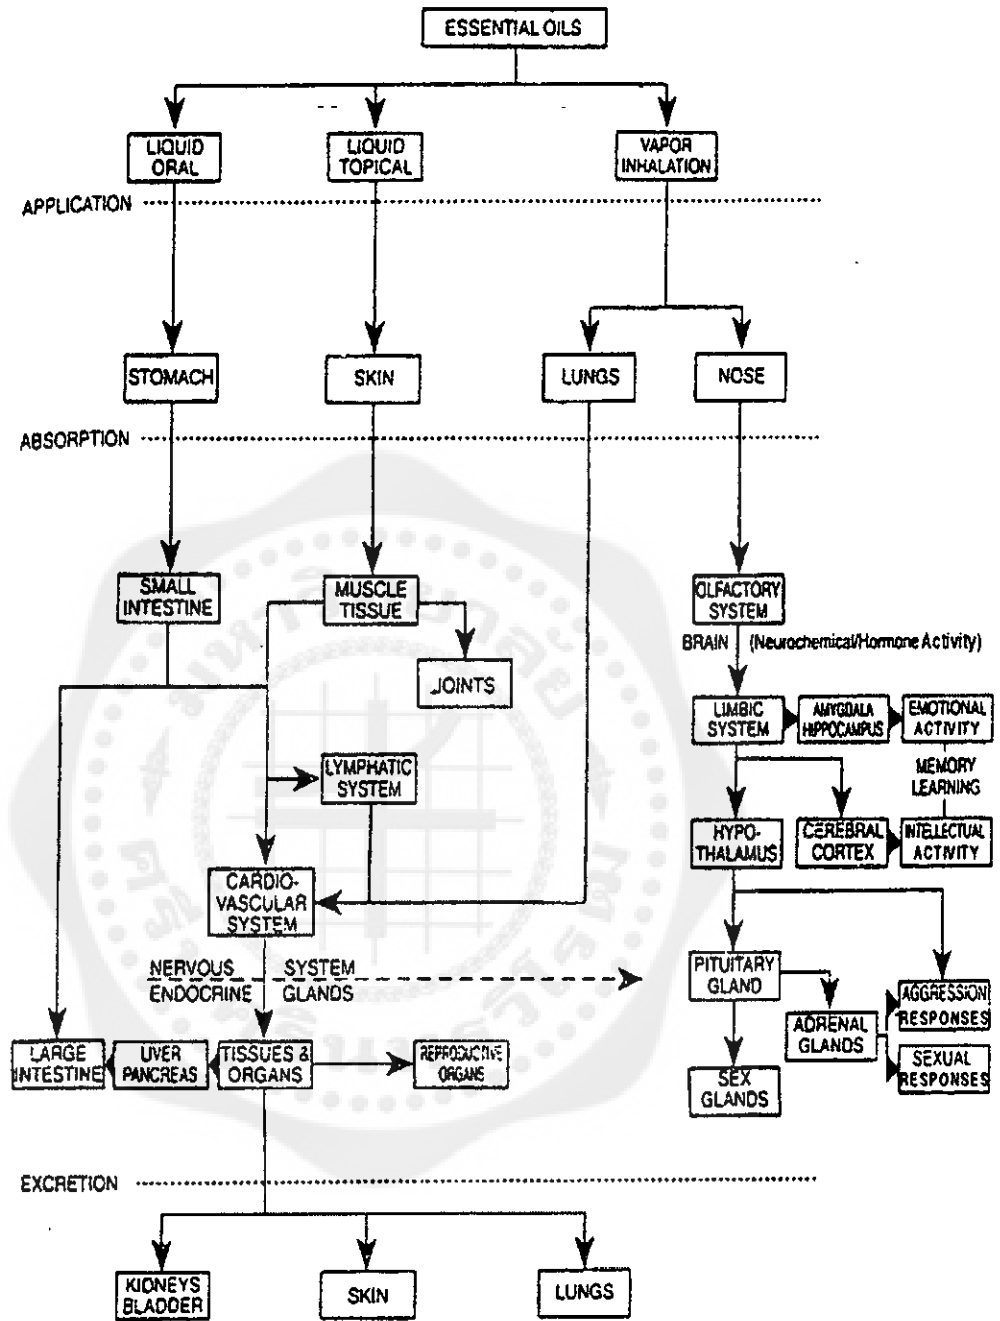 ESSENTIAL OILS
LIQUID
ORAL
LIQUID
TOPICAL
VAPOR
INHALATION
APPLICATION
STOMACH
SKIN
LUNGS
NOSE
ABSORPTION
SMALL
INTESTINE
MUSCLE
TISSUE
JOINTS
OLFACTORY
SYSTEM
BRAIN (Neurochemical/Hormone Activity)
LIMBIC
SYSTEM
AMYGDALA
HIPPOCAMPUS
EMOTIONAL
ACTIVITY
LYMPHATIC
SYSTEM
MEMORY
LEARNING
HYPO-
THALAMUS
CEREBRAL
CORTEX
INTELLECTUAL
ACTIVITY
CARDIO-
VASCULAR
SYSTEM
NERVOUS SYSTEM
ENDOCRINE GLANDS
PITUITARY
GLAND
ADRENAL
GLANDS
AGGRESSION
RESPONSES
SEXUAL
RESPONSES
SEX
GLANDS
LARGE
INTESTINE
LIVER
PANCREAS
TISSUES &
ORGANS
REPRODUCTIVE
ORGANS
EXCRETION
KIDNEYS
BLADDER
SKIN
LUNGS